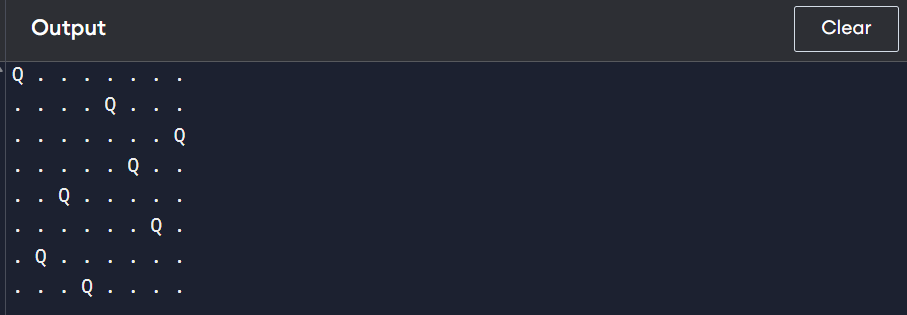 Output
Clear
Q . . . . . . .
. . . . Q . . .
. . . . . . . Q
. . . . . Q . .
. . Q . . . . .
. . . . . . Q .
. Q . . . . . .
. . . Q . . . .